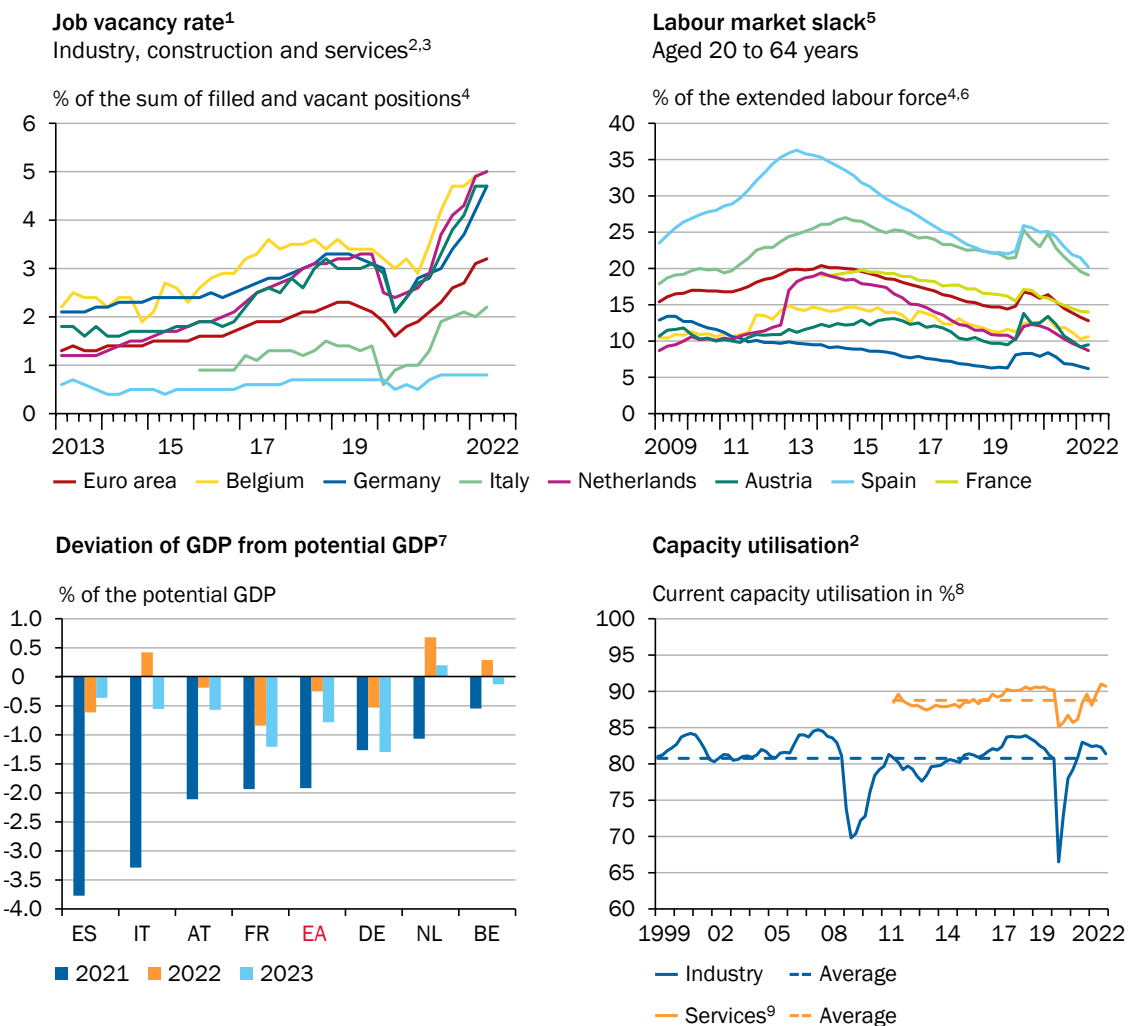 Job vacancy rate¹
Industry, construction and services²,³
% of the sum of filled and vacant positions⁴
6
5
4
3
2
1
0
2013 15 17 19 2022
Labour market slack⁵
Aged 20 to 64 years
% of the extended labour force⁴,⁶
40
35
30
25
20
15
10
5
0
2009 11 13 15 17 19 2022
Euro area Belgium Germany Italy Netherlands Austria Spain France
Deviation of GDP from potential GDP⁷
% of the potential GDP
1.0
0.5
0
-0.5
-1.0
-1.5
-2.0
-2.5
-3.0
-3.5
-4.0
ES IT AT FR EA DE NL BE
2021 2022 2023
Capacity utilisation²
Current capacity utilisation in %⁸
100
95
90
85
80
75
70
65
60
1999 02 05 08 11 14 17 19 2022
Industry Average
Services⁹ Average